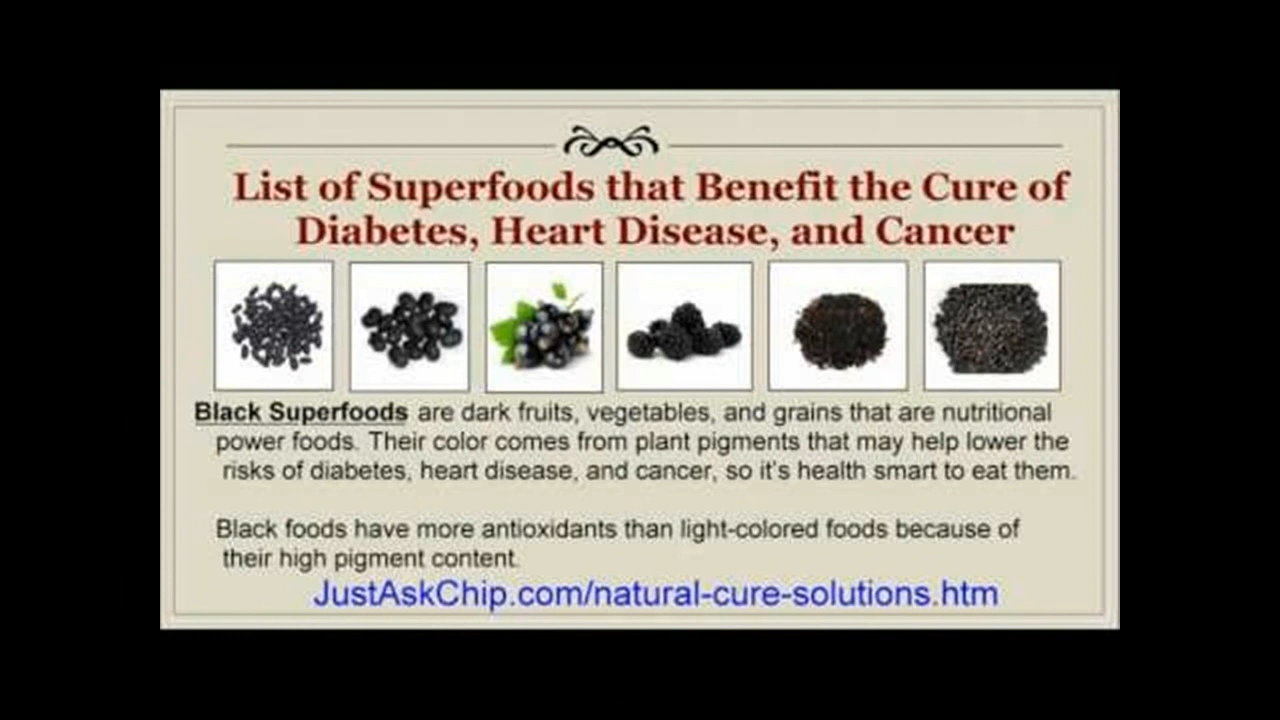 List of Superfoods that Benefit the Cure of
Diabetes, Heart Disease, and Cancer
Black Superfoods are dark fruits, vegetables, and grains that are nutritional
power foods. Their color comes from plant pigments that may help lower the
risks of diabetes, heart disease, and cancer, so it's health smart to eat them.
Black foods have more antioxidants than light-colored foods because of
their high pigment content.
JustAskChip.com/natural-cure-solutions.htm